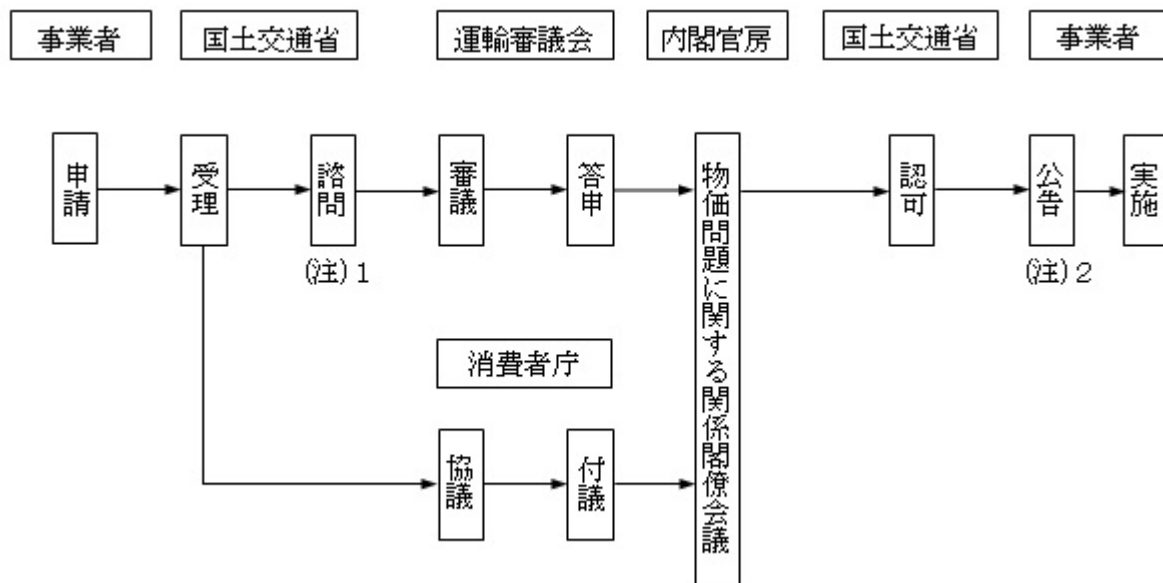 事業者
国土交通省
運輸審議会
内閣官房
国土交通省
事業者
申請
受理
諮問
審議
答申
物価問題に関する関係閣僚会議
認可
公告
実施
(注)1
(注)2
消費者庁
協議
付議